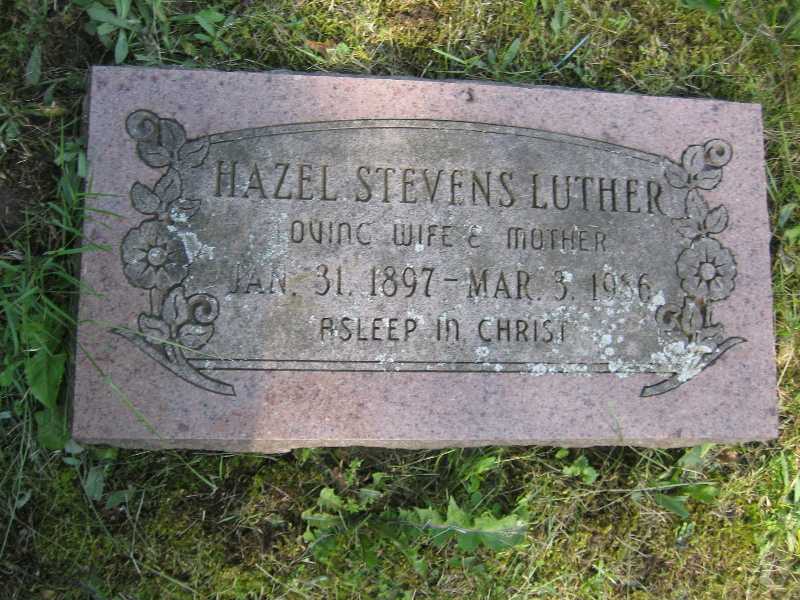 HAZEL STEVENS LUTHER
LOVING WIFE & MOTHER
JAN. 31. 1897 - MAR. 3. 1986
ASLEEP IN CHRIST